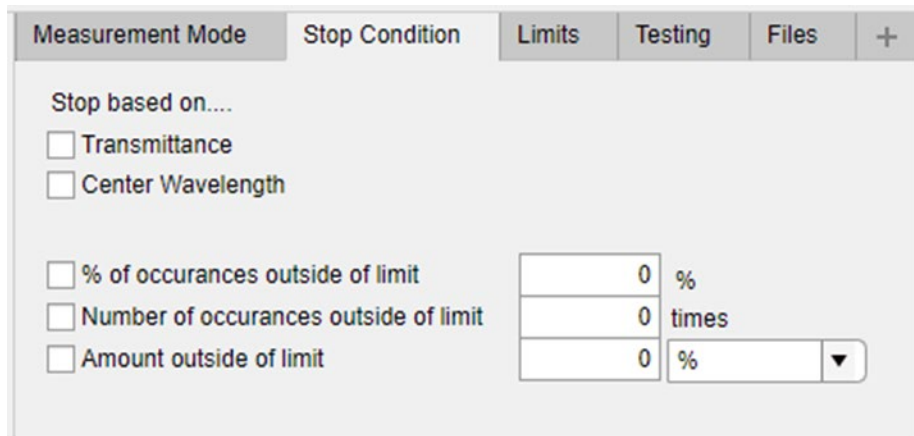 Measurement Mode Stop Condition Limits Testing Files +
Stop based on....
Transmittance
Center Wavelength
% of occurances outside of limit 0 %
Number of occurances outside of limit 0 times
Amount outside of limit 0 %